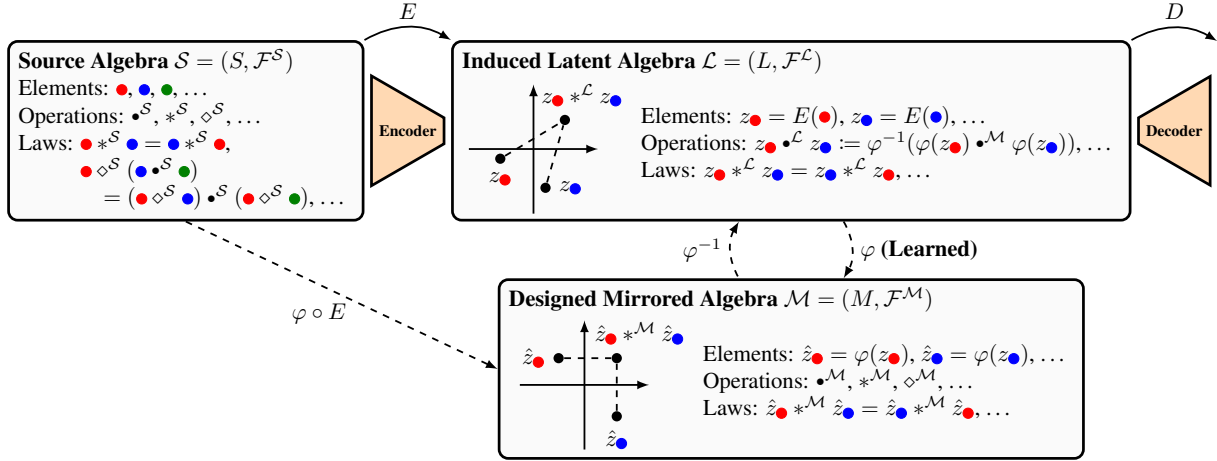 E
D
Source Algebra 𝒮 = (S, ℱ^𝒮)
Elements: ●, ●, ●, …
Operations: •^𝒮, ∗^𝒮, ⋄^𝒮, …
Laws: ● ∗^𝒮 ● = ● ∗^𝒮 ●,
● ⋄^𝒮 (● •^𝒮 ●)
= (● ⋄^𝒮 ●) •^𝒮 (● ⋄^𝒮 ●), …
Encoder
Induced Latent Algebra ℒ = (L, ℱ^ℒ)
z● ∗^ℒ z●
z●
z●
Elements: z● = E(●), z● = E(●), …
Operations: z● •^ℒ z● := φ⁻¹(φ(z●) •^ℳ φ(z●)), …
Laws: z● ∗^ℒ z● = z● ∗^ℒ z●, …
Decoder
φ⁻¹
φ (Learned)
φ ∘ E
Designed Mirrored Algebra ℳ = (M, ℱ^ℳ)
ẑ● ∗^ℳ ẑ●
ẑ●
ẑ●
Elements: ẑ● = φ(z●), ẑ● = φ(z●), …
Operations: •^ℳ, ∗^ℳ, ⋄^ℳ, …
Laws: ẑ● ∗^ℳ ẑ● = ẑ● ∗^ℳ ẑ●, …